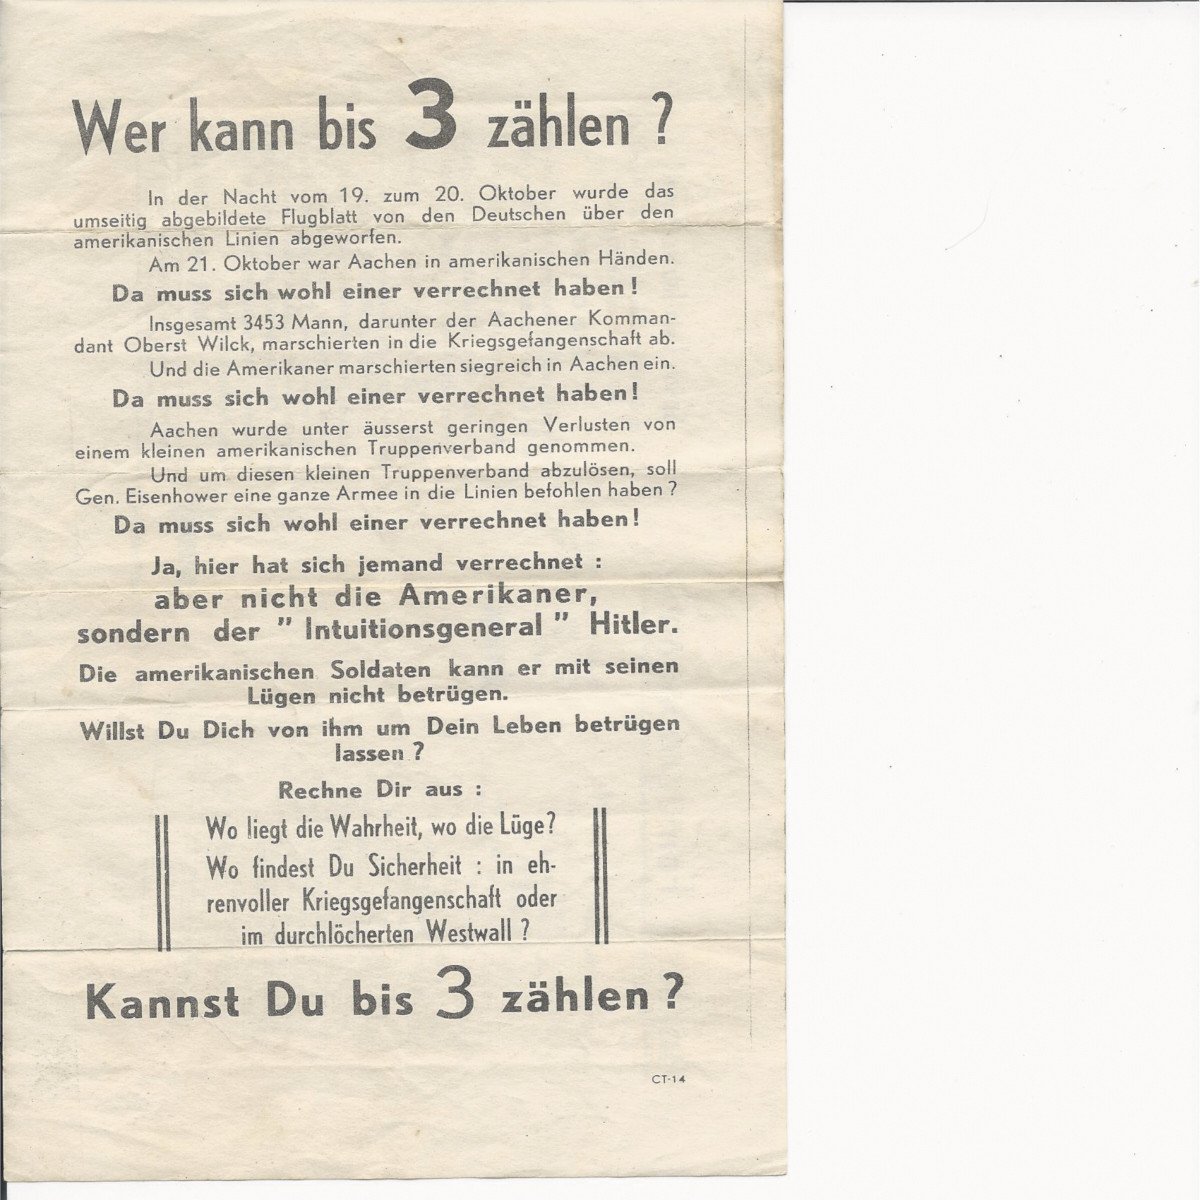 Wer kann bis 3 zählen ?
In der Nacht vom 19. zum 20. Oktober wurde das
umseitig abgebildete Flugblatt von den Deutschen über den
amerikanischen Linien abgeworfen.
Am 21. Oktober war Aachen in amerikanischen Händen.
Da muss sich wohl einer verrechnet haben !
Insgesamt 3453 Mann, darunter der Aachener Komman-
dant Oberst Wilck, marschierten in die Kriegsgefangenschaft ab.
Und die Amerikaner marschierten siegreich in Aachen ein.
Da muss sich wohl einer verrechnet haben !
Aachen wurde unter äusserst geringen Verlusten von
einem kleinen amerikanischen Truppenverband genommen.
Und um diesen kleinen Truppenverband abzulösen, soll
Gen. Eisenhower eine ganze Armee in die Linien befohlen haben ?
Da muss sich wohl einer verrechnet haben !
Ja, hier hat sich jemand verrechnet :
aber nicht die Amerikaner,
sondern der " Intuitionsgeneral " Hitler.
Die amerikanischen Soldaten kann er mit seinen
Lügen nicht betrügen.
Willst Du Dich von ihm um Dein Leben betrügen
lassen ?
Rechne Dir aus :
Wo liegt die Wahrheit, wo die Lüge?
Wo findest Du Sicherheit : in eh-
renvoller Kriegsgefangenschaft oder
im durchlöcherten Westwall ?
Kannst Du bis 3 zählen ?
CT-14